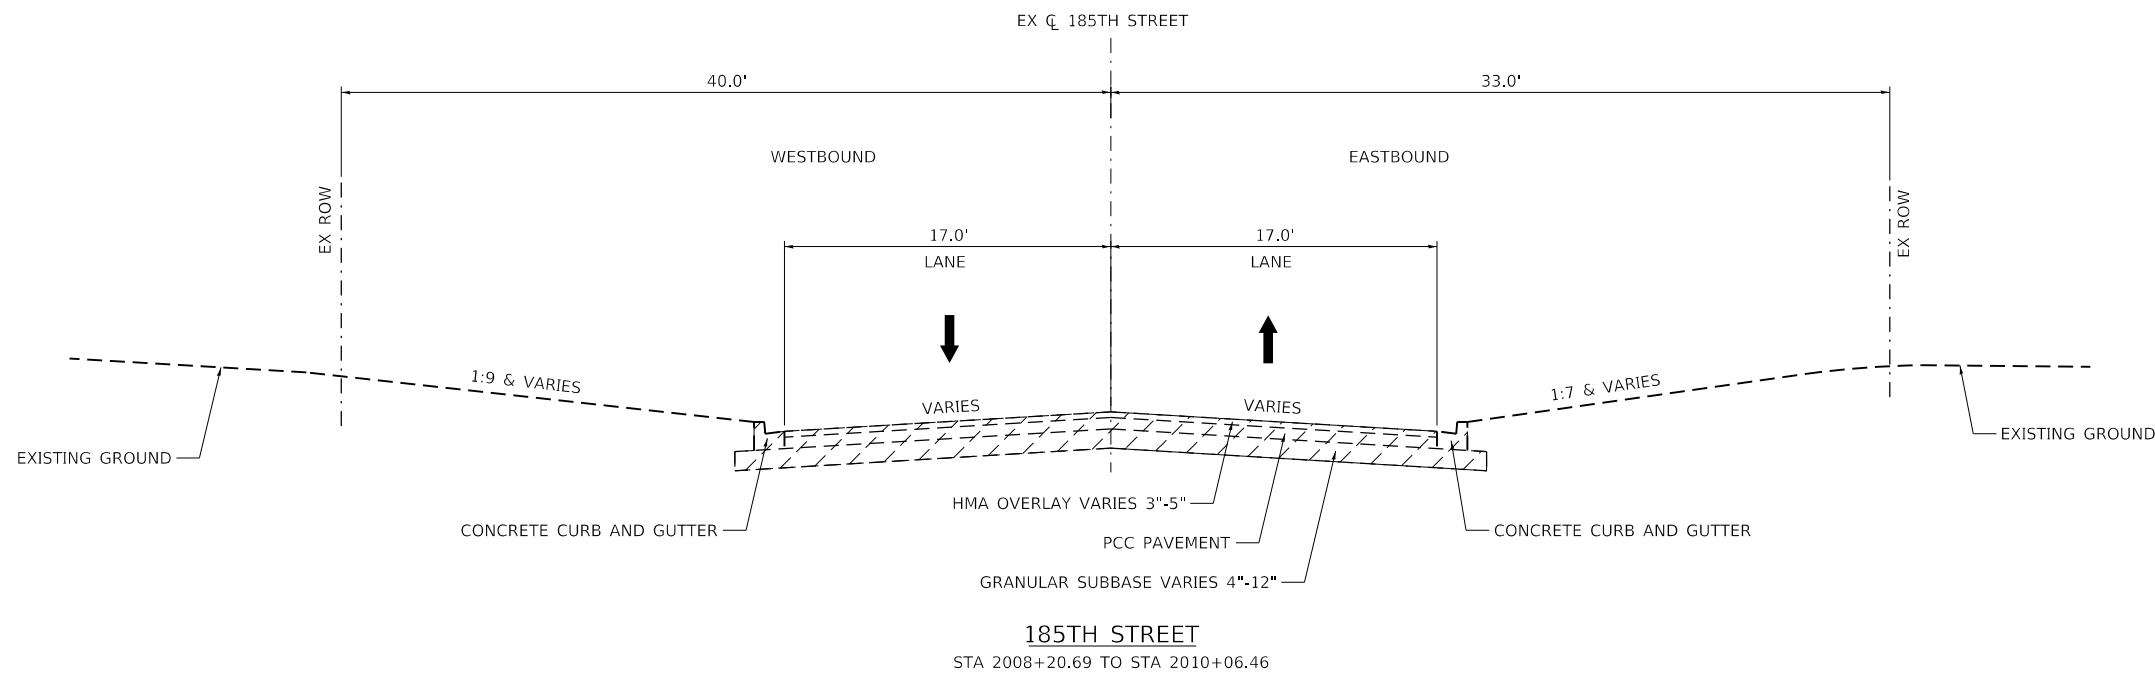 EX ℄ 185TH STREET
40.0'
33.0'
WESTBOUND
EASTBOUND
EX ROW
EX ROW
17.0'
17.0'
LANE
LANE
1:9 & VARIES
VARIES
VARIES
1:7 & VARIES
EXISTING GROUND
EXISTING GROUND
HMA OVERLAY VARIES 3"-5"
CONCRETE CURB AND GUTTER
CONCRETE CURB AND GUTTER
PCC PAVEMENT
GRANULAR SUBBASE VARIES 4"-12"
185TH STREET
STA 2008+20.69 TO STA 2010+06.46